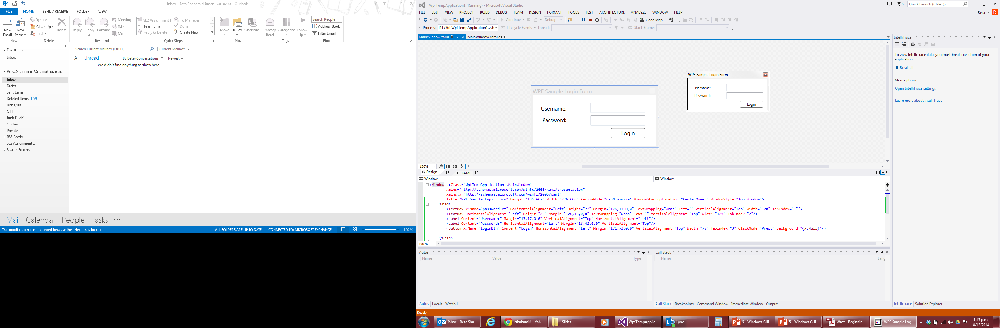 Inbox - Reza.Shahamiri@manukau.ac.nz - Outlook
FILE HOME SEND / RECEIVE FOLDER VIEW
New Email
New Items
New
Ignore
Clean Up
Junk
Delete
Delete
Reply
Reply All
Forward
Meeting
IM
More
Respond
SE2 Assignment 1
Team Email
Reply & Delete
To Manager
Done
Create New
Quick Steps
Move
Rules
OneNote
Move
Unread/ Read
Categorize
Follow Up
Tags
Search People
Address Book
Filter Email
Find
Favorites
Inbox
Reza.Shahamiri@manukau.ac.nz
Inbox
Drafts
Sent Items
Deleted Items 169
BPP Quiz 1
CTT
Junk E-Mail
Outbox
Private
RSS Feeds
SE2 Assignment 1
Search Folders
Search Current Mailbox (Ctrl+E) Current Mailbox
All Unread By Date (Conversations) Newest
We didn't find anything to show here.
Mail Calendar People Tasks ...
This modification is not allowed because the selection is locked. ALL FOLDERS ARE UP TO DATE. CONNECTED TO: MICROSOFT EXCHANGE 100 %
WpfTempApplication1 (Running) - Microsoft Visual Studio
5 Quick Launch (Ctrl+Q)
FILE EDIT VIEW PROJECT BUILD DEBUG TEAM DESIGN FORMAT TOOLS TEST ARCHITECTURE ANALYZE WINDOW HELP
Reza R
Continue Debug Code Map
Process: [11736] WpfTempApplication1.vsh Lifecycle Events Thread: Stack Frame:
MainWindow.xaml MainWindow.xaml.cs
WPF Sample Login Form
Username:
Password:
Login
WPF Sample Login Form
Username:
Password:
Login
150% fx
Design XAML
Window Window
<Window x:Class="WpfTempApplication1.MainWindow"
xmlns="http://schemas.microsoft.com/winfx/2006/xaml/presentation"
xmlns:x="http://schemas.microsoft.com/winfx/2006/xaml"
Title="WPF Sample Login Form" Height="135.667" Width="276.666" ResizeMode="CanMinimize" WindowStartupLocation="CenterOwner" WindowStyle="ToolWindow">
<Grid>
<TextBox x:Name="passwordTxt" HorizontalAlignment="Left" Height="23" Margin="126,17,0,0" TextWrapping="Wrap" Text="" VerticalAlignment="Top" Width="120" TabIndex="1"/>
<TextBox HorizontalAlignment="Left" Height="23" Margin="126,45,0,0" TextWrapping="Wrap" Text="" VerticalAlignment="Top" Width="120" TabIndex="2"/>
<Label Content="Username:" Margin="13,17,0,0" VerticalAlignment="Top" HorizontalAlignment="Left"/>
<Label Content="Password:" HorizontalAlignment="Left" Margin="16,42,0,0" VerticalAlignment="Top"/>
<Button x:Name="loginBtn" Content="Login" HorizontalAlignment="Left" Margin="171,73,0,0" VerticalAlignment="Top" Width="75" TabIndex="3" ClickMode="Press" Background="{x:Null}"/>
</Grid>
100 %
Autos
Name Value Type
Autos Locals Watch 1
Call Stack
Name Lang
Call Stack Breakpoints Command Window Immediate Window Output
IntelliTrace
To view IntelliTrace data, you must break execution of your
application.
Break all
More options:
Open IntelliTrace settings
Learn more about IntelliTrace
IntelliTrace Solution Explorer
Ready
Inbox - Reza.Sha... rshahamiri - Yah... Slides WpfTempApplic... Lync 5 - Windows GUI... 5 - Windows GUI... Wrox - Beginnin... WPF Sample Log...
1:13 p.m.
8/12/2014